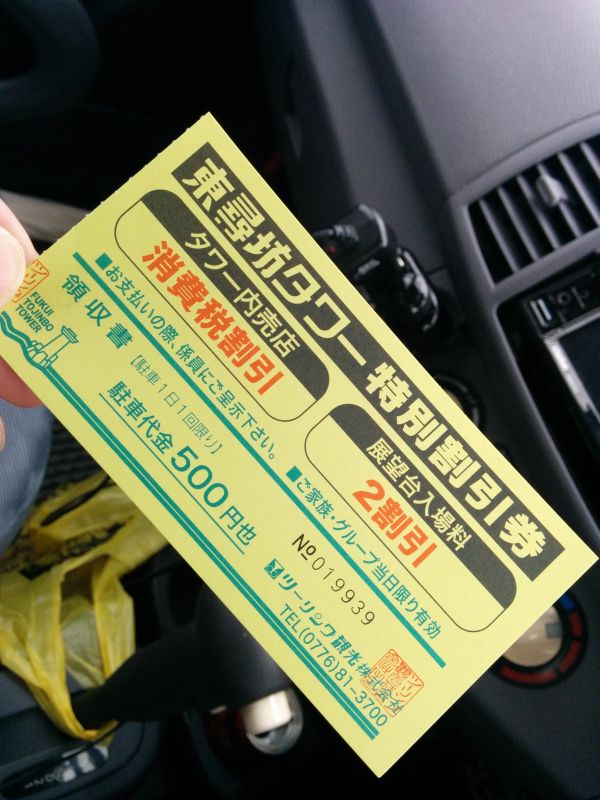 東尋坊タワー 特別割引券
タワー内売店
消費税割引
展望台入場料
2割引
■お支払いの際、係員にご呈示下さい。
■ご家族・グループ当日限り有効
FUKUI
TOJINBO
TOWER
領収書
[駐車1日1回限り]
№019939
駐車代金500円也
ツーリング観光株式会社
TEL(0776)81-3700